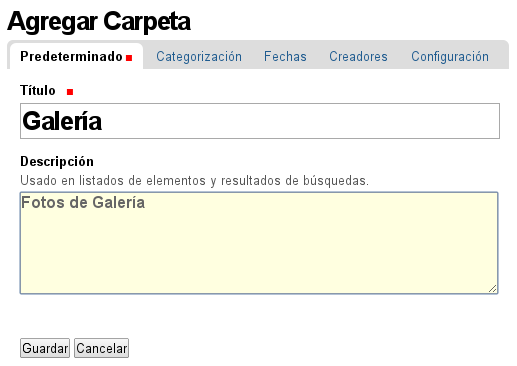 Agregar Carpeta
Predeterminado Categorización Fechas Creadores Configuración
Título
Galería
Descripción
Usado en listados de elementos y resultados de búsquedas.
Fotos de Galería
Guardar Cancelar